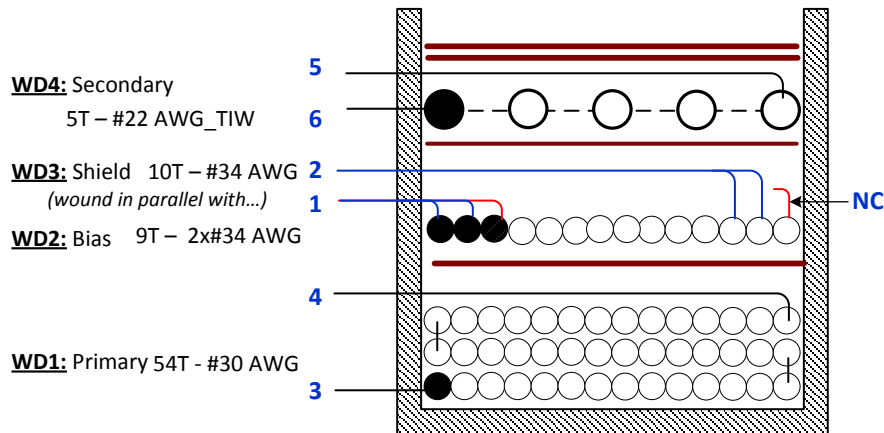 5
WD4: Secondary
5T – #22 AWG_TIW
6
WD3: Shield 10T – #34 AWG
2
(wound in parallel with…)
1
NC
WD2: Bias 9T – 2x#34 AWG
4
WD1: Primary 54T - #30 AWG
3